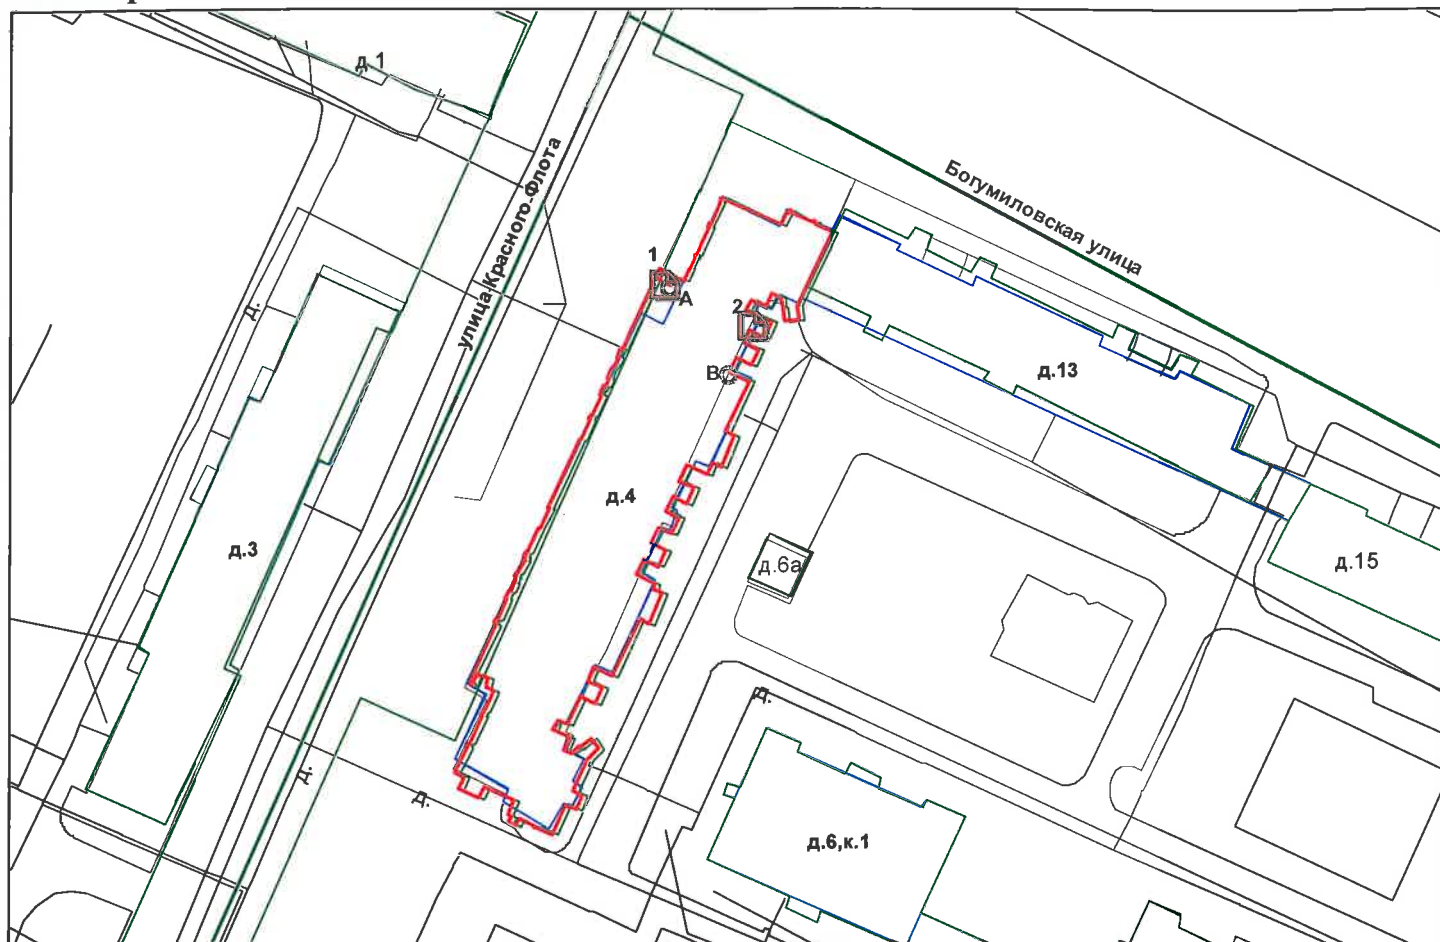 д.1
улица Красного Флота
Богумиловская улица
1
А
2
В
д.
д.13
д.4
д.3
д.6а
д.15
д.
д.
д.
д.6,к.1